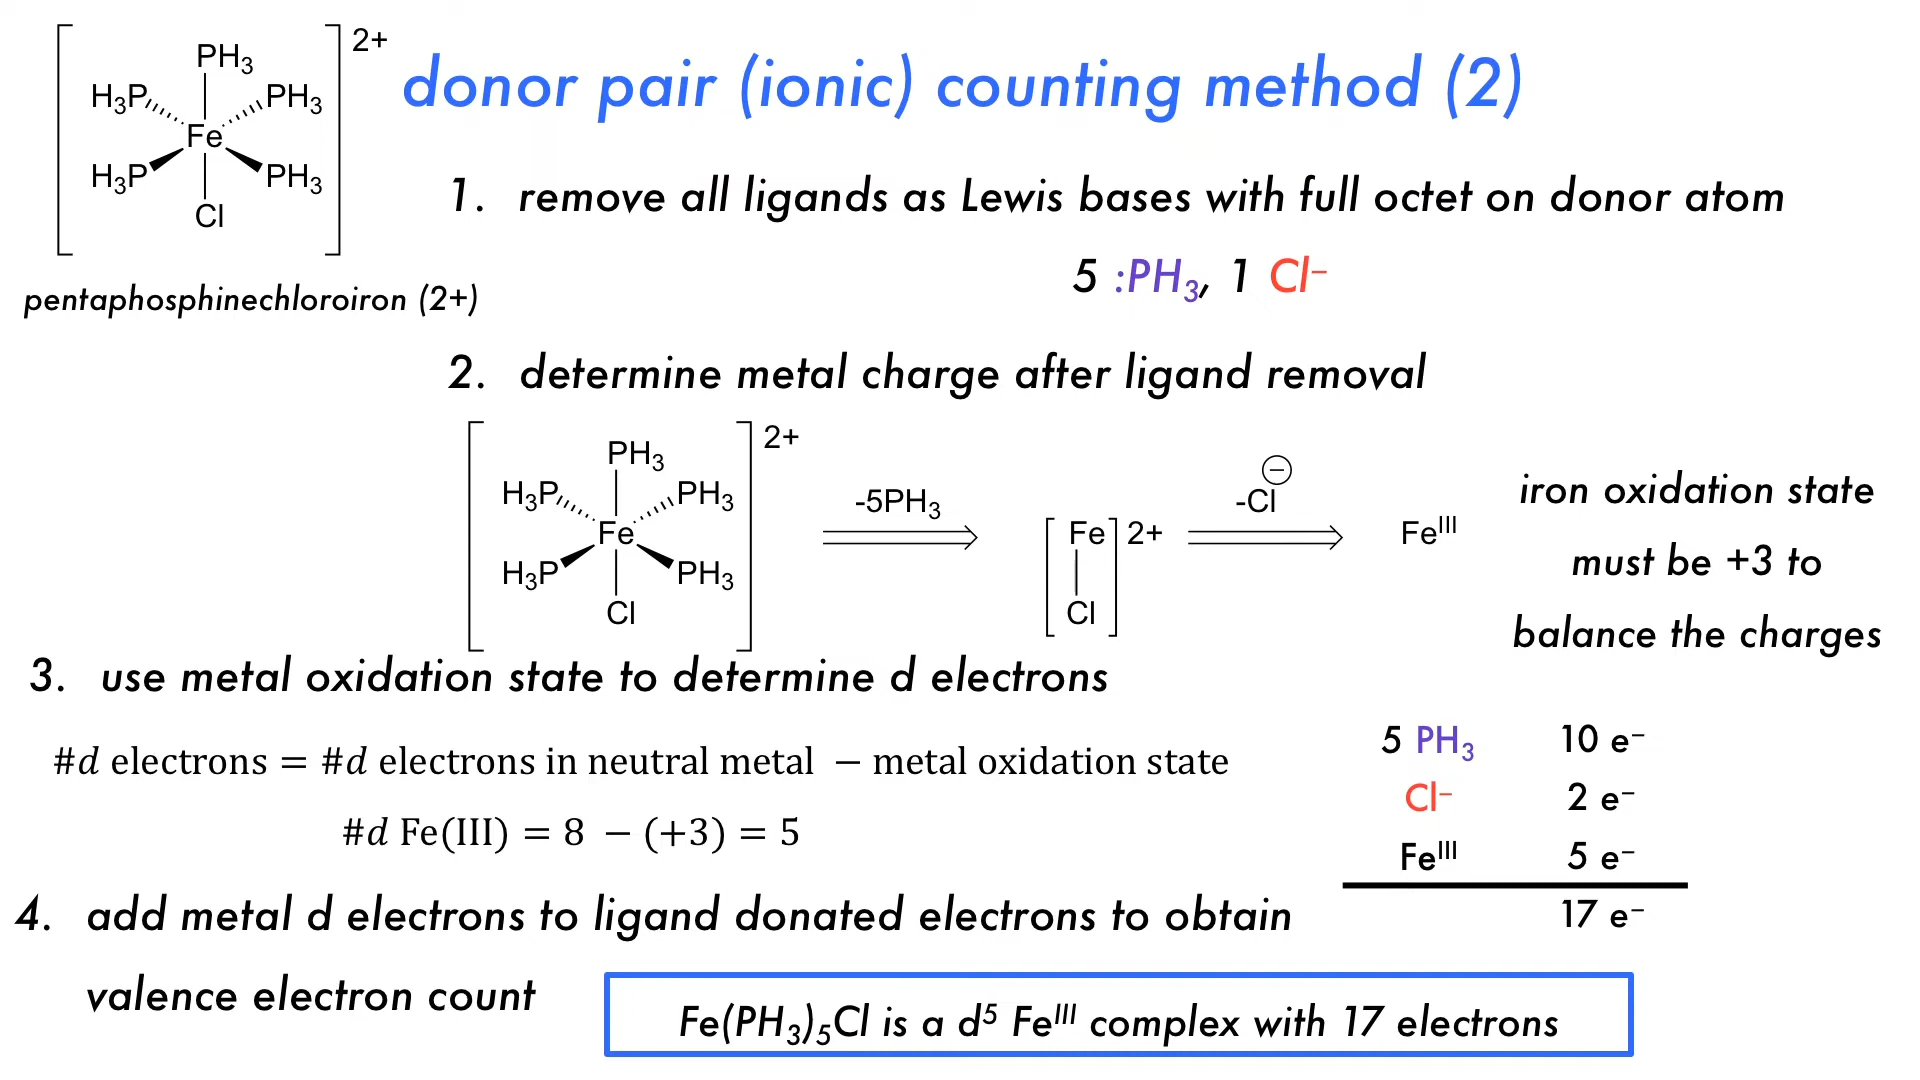 donor pair (ionic) counting method (2)
[
PH₃
H₃P PH₃
Fe
H₃P PH₃
Cl
] 2+
pentaphosphinechloroiron (2+)
1. remove all ligands as Lewis bases with full octet on donor atom
5 :PH₃, 1 Cl⁻
2. determine metal charge after ligand removal
[
PH₃
H₃P PH₃
Fe
H₃P PH₃
Cl
] 2+
-5PH₃
[
Fe
Cl
] 2+
-Cl⊖
Feᴵᴵᴵ
iron oxidation state
must be +3 to
balance the charges
3. use metal oxidation state to determine d electrons
#d electrons = #d electrons in neutral metal − metal oxidation state
#d Fe(III) = 8 − (+3) = 5
5 PH₃ 10 e⁻
Cl⁻ 2 e⁻
Feᴵᴵᴵ 5 e⁻
17 e⁻
4. add metal d electrons to ligand donated electrons to obtain
valence electron count
Fe(PH₃)₅Cl is a d⁵ Feᴵᴵᴵ complex with 17 electrons